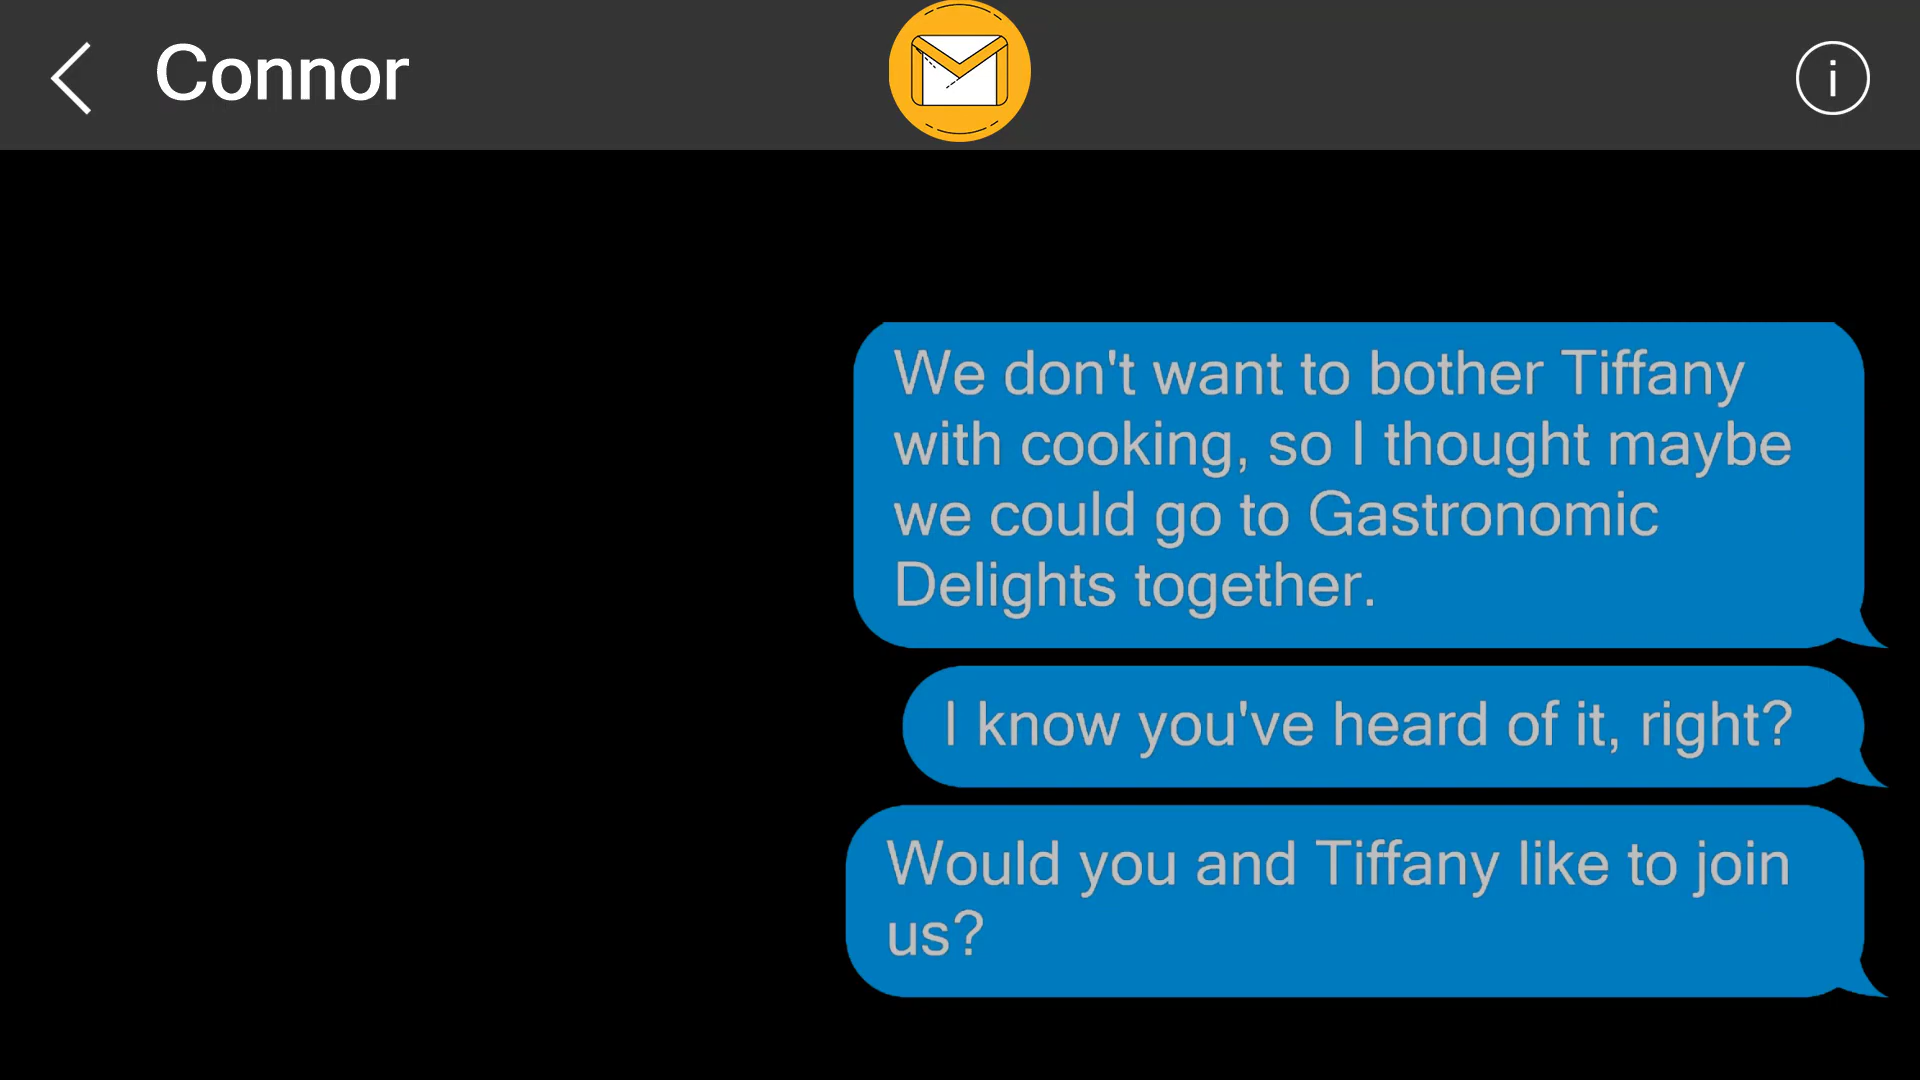 Connor
i
We don't want to bother Tiffany
with cooking, so I thought maybe
we could go to Gastronomic
Delights together.
I know you've heard of it, right?
Would you and Tiffany like to join
us?